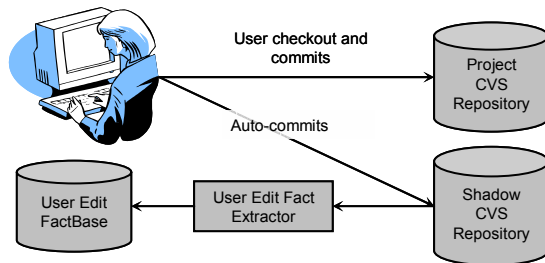 User checkout and
commits
Project
CVS
Repository
Auto-commits
User Edit
FactBase
User Edit Fact
Extractor
Shadow
CVS
Repository